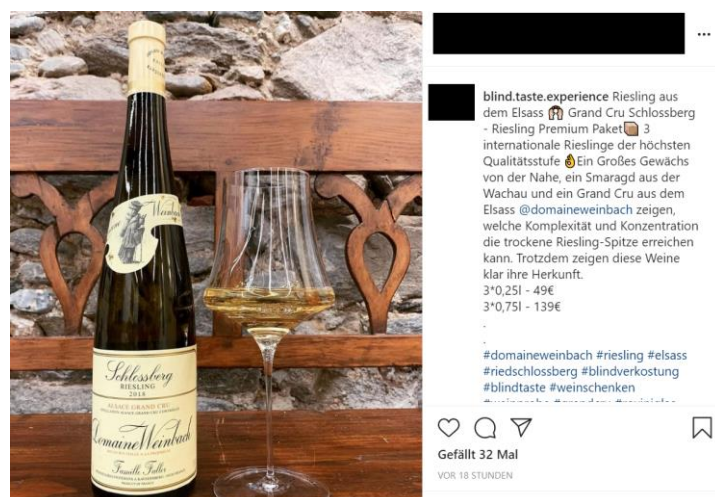 Weinbach
Schlossberg
RIESLING
2018
ALSACE GRAND CRU
Domaine Weinbach
Famille Faller
blind.taste.experience Riesling aus
dem Elsass Grand Cru Schlossberg
- Riesling Premium Paket 3
internationale Rieslinge der höchsten
Qualitätsstufe Ein Großes Gewächs
von der Nahe, ein Smaragd aus der
Wachau und ein Grand Cru aus dem
Elsass @domaineweinbach zeigen,
welche Komplexität und Konzentration
die trockene Riesling-Spitze erreichen
kann. Trotzdem zeigen diese Weine
klar ihre Herkunft.
3*0,25l - 49€
3*0,75l - 139€
.
.
#domaineweinbach #riesling #elsass
#riedschlossberg #blindverkostung
#blindtaste #weinschenken
Gefällt 32 Mal
VOR 18 STUNDEN